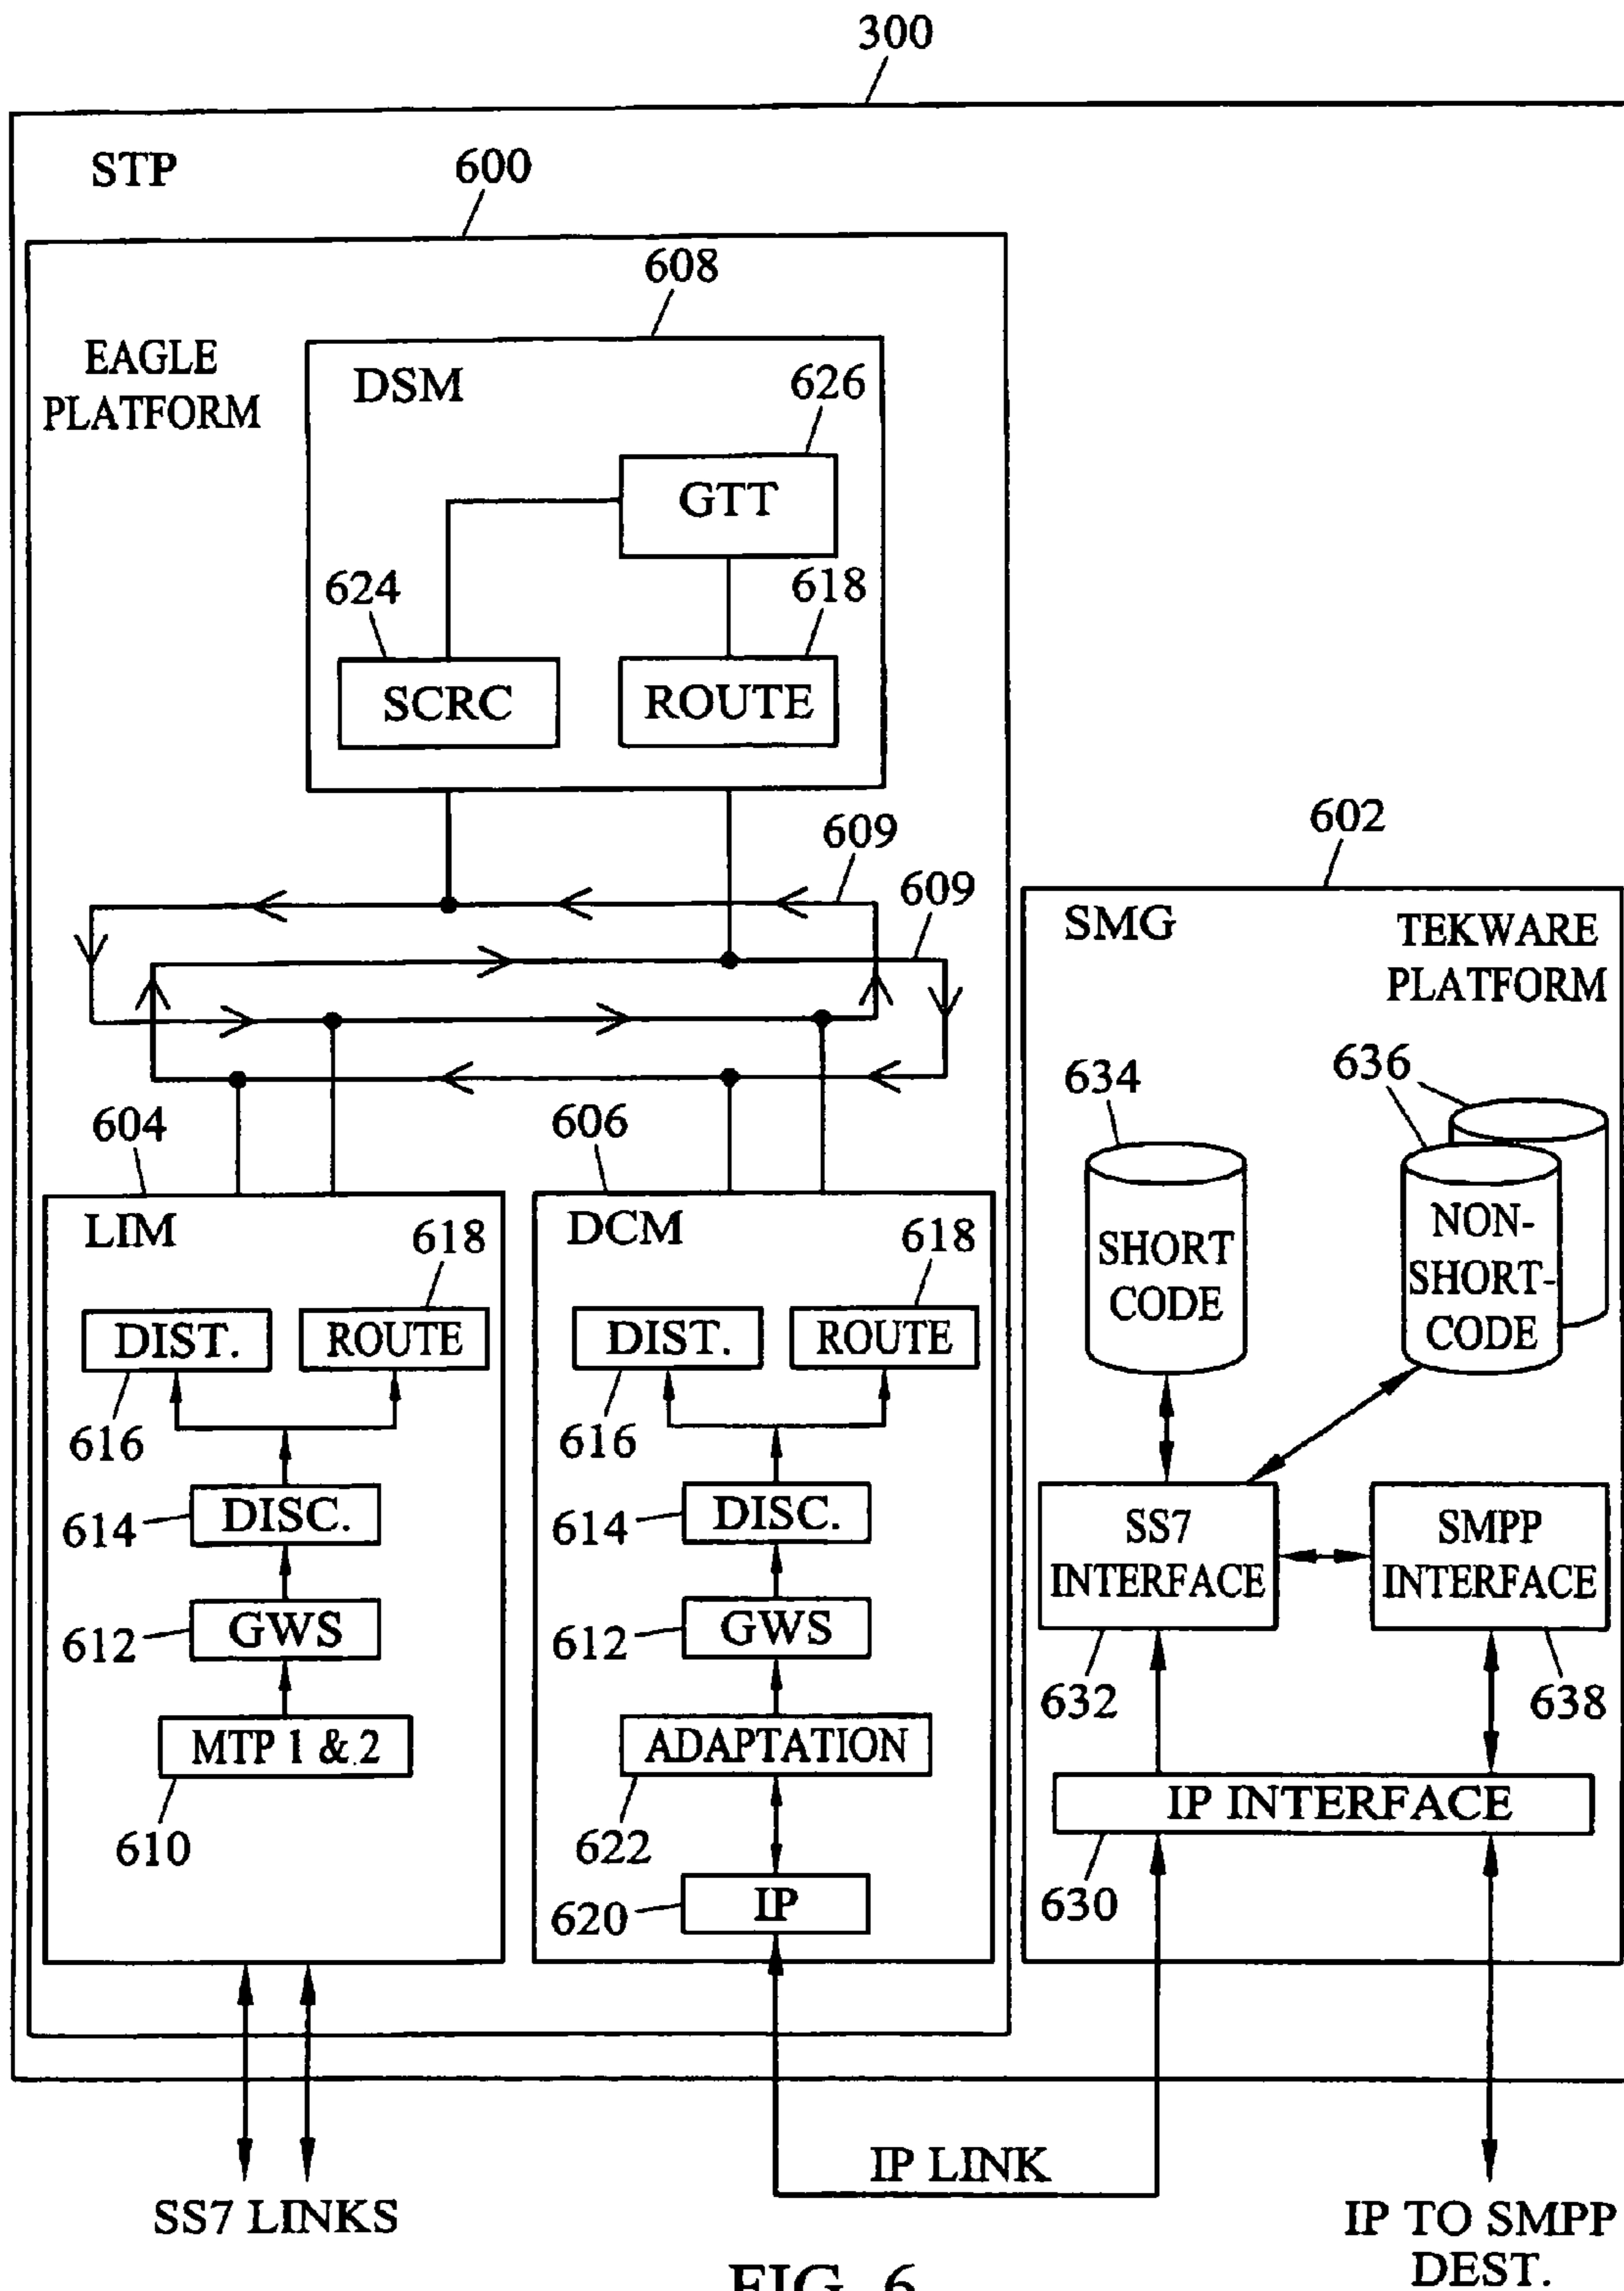 300
STP
600
608
EAGLE
PLATFORM
DSM
626
GTT
624
618
SCRC
ROUTE
609
609
602
SMG
TEKWARE
PLATFORM
634
636
SHORT
CODE
NON-
SHORT-
CODE
604
606
LIM
618
DCM
618
DIST.
ROUTE
DIST.
ROUTE
616
616
614
DISC.
614
DISC.
SS7
INTERFACE
SMPP
INTERFACE
612
GWS
612
GWS
632
638
MTP 1 & 2
ADAPTATION
IP INTERFACE
610
622
630
620
IP
IP LINK
SS7 LINKS
IP TO SMPP
DEST.
FIG. 6